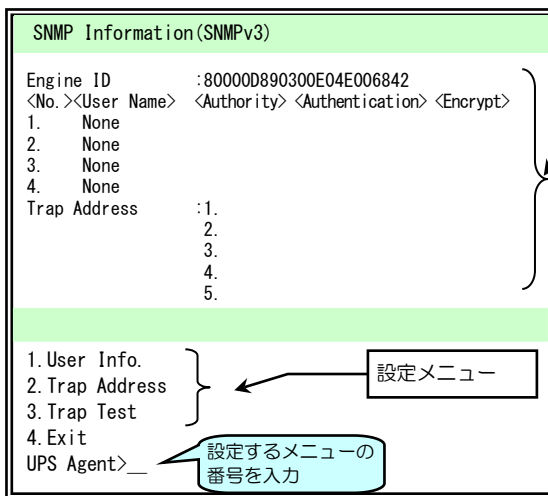 SNMP Information(SNMPv3)
Engine ID :80000D890300E04E006842
<No.><User Name> <Authority> <Authentication> <Encrypt>
1. None
2. None
3. None
4. None
Trap Address :1.
2.
3.
4.
5.
1.User Info.
2.Trap Address
3.Trap Test
4.Exit
UPS Agent>__
設定メニュー
設定するメニューの
番号を入力